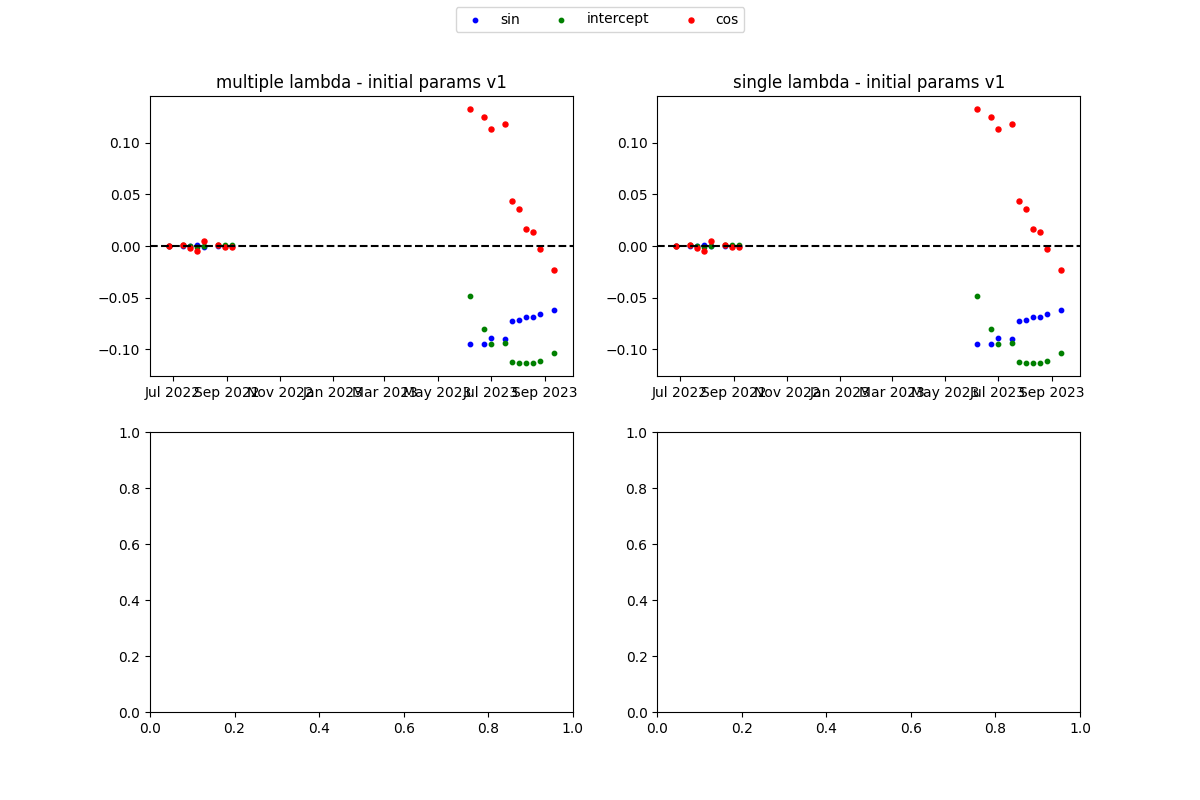 sin intercept cos
multiple lambda - initial params v1 single lambda - initial params v1
0.10 0.10
0.05 0.05
0.00 0.00
−0.05 −0.05
−0.10 −0.10
Jul 2022 Sep 2022 Nov 2022 Jan 2023 Mar 2023 May 2023 Jul 2023 Sep 2023 Jul 2022 Sep 2022 Nov 2022 Jan 2023 Mar 2023 May 2023 Jul 2023 Sep 2023
1.0 1.0
0.8 0.8
0.6 0.6
0.4 0.4
0.2 0.2
0.0 0.0
0.0 0.2 0.4 0.6 0.8 1.0 0.0 0.2 0.4 0.6 0.8 1.0